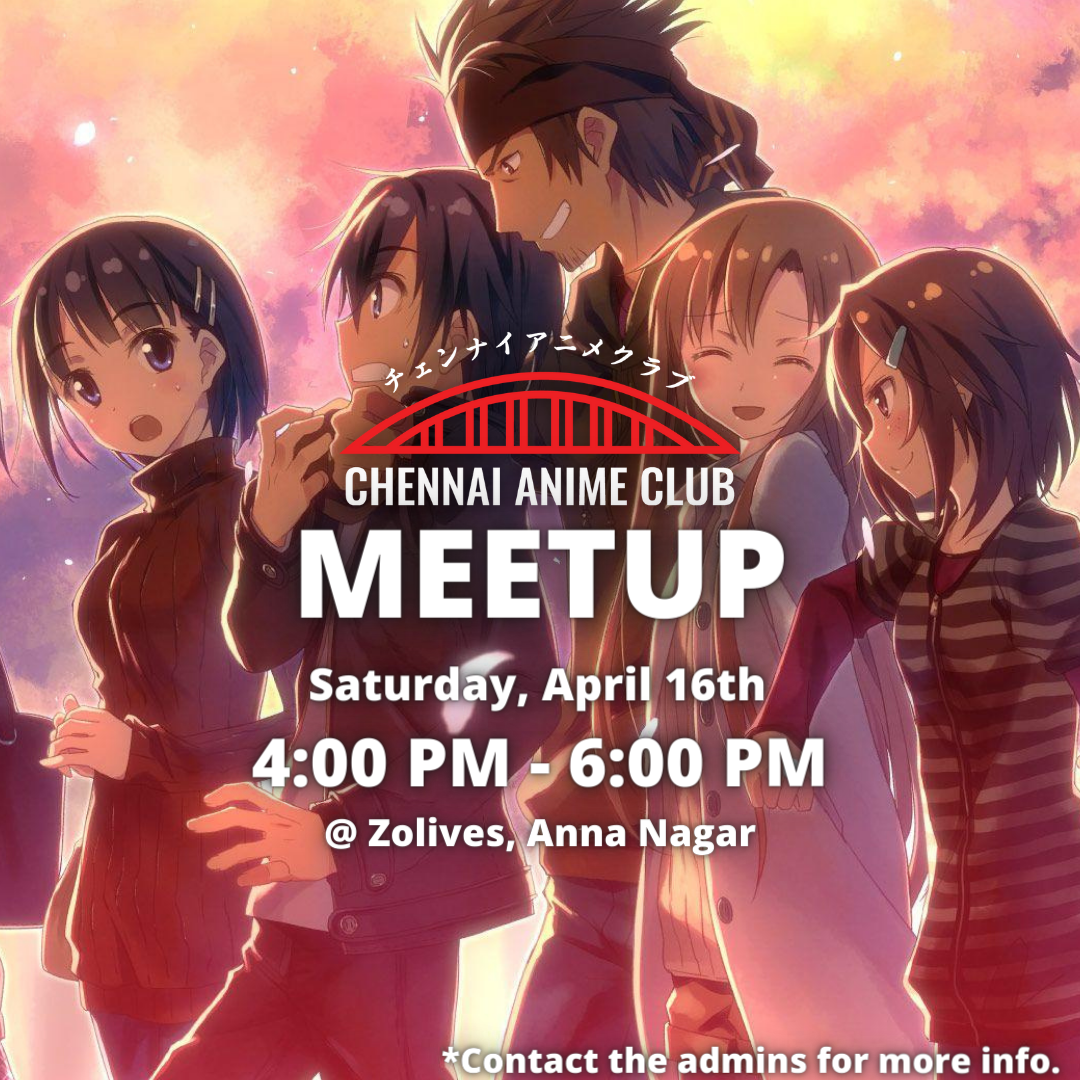 チェンナイアニメクラブ
CHENNAI ANIME CLUB
MEETUP
Saturday, April 16th
4:00 PM - 6:00 PM
@ Zolives, Anna Nagar
*Contact the admins for more info.